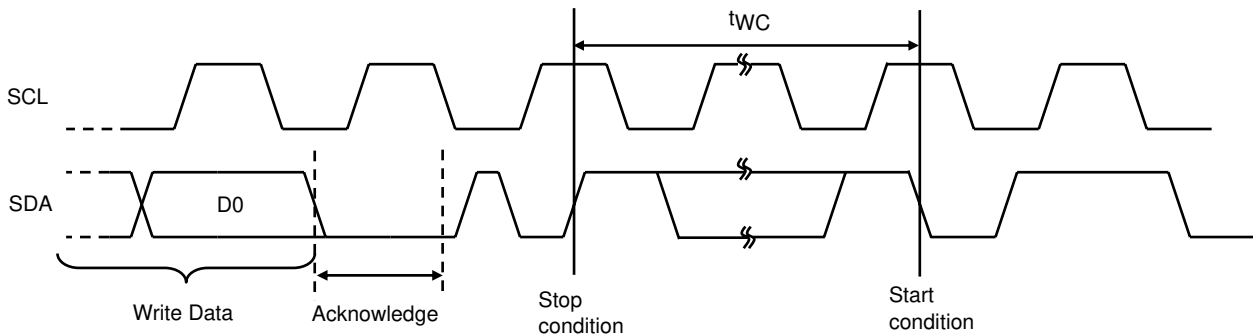 tWC
SCL
SDA
D0
Write Data
Acknowledge
Stop
condition
Start
condition